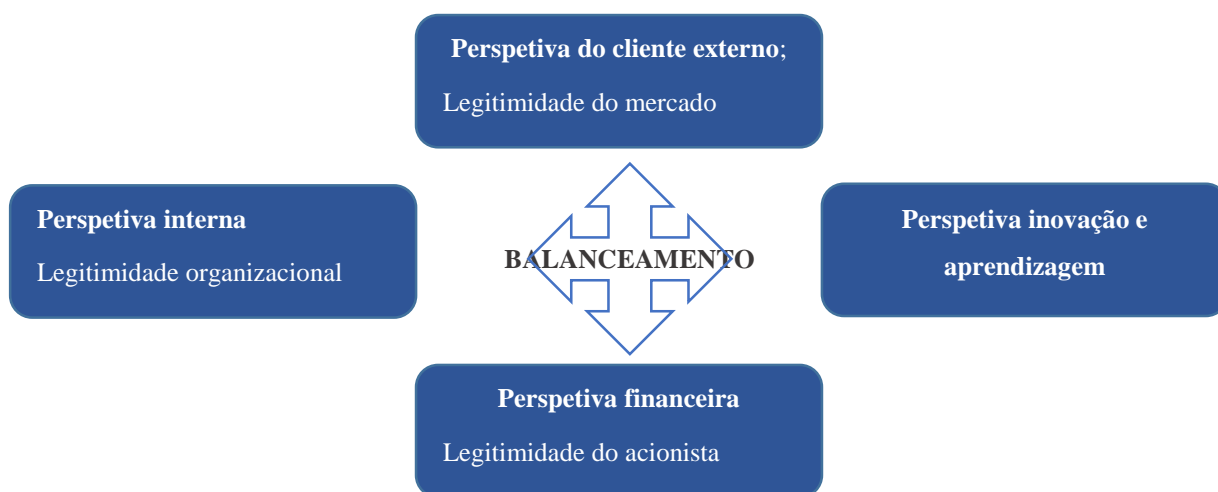 Perspetiva do cliente externo;
Legitimidade do mercado
Perspetiva interna
Legitimidade organizacional
BALANCEAMENTO
Perspetiva inovação e
aprendizagem
Perspetiva financeira
Legitimidade do acionista